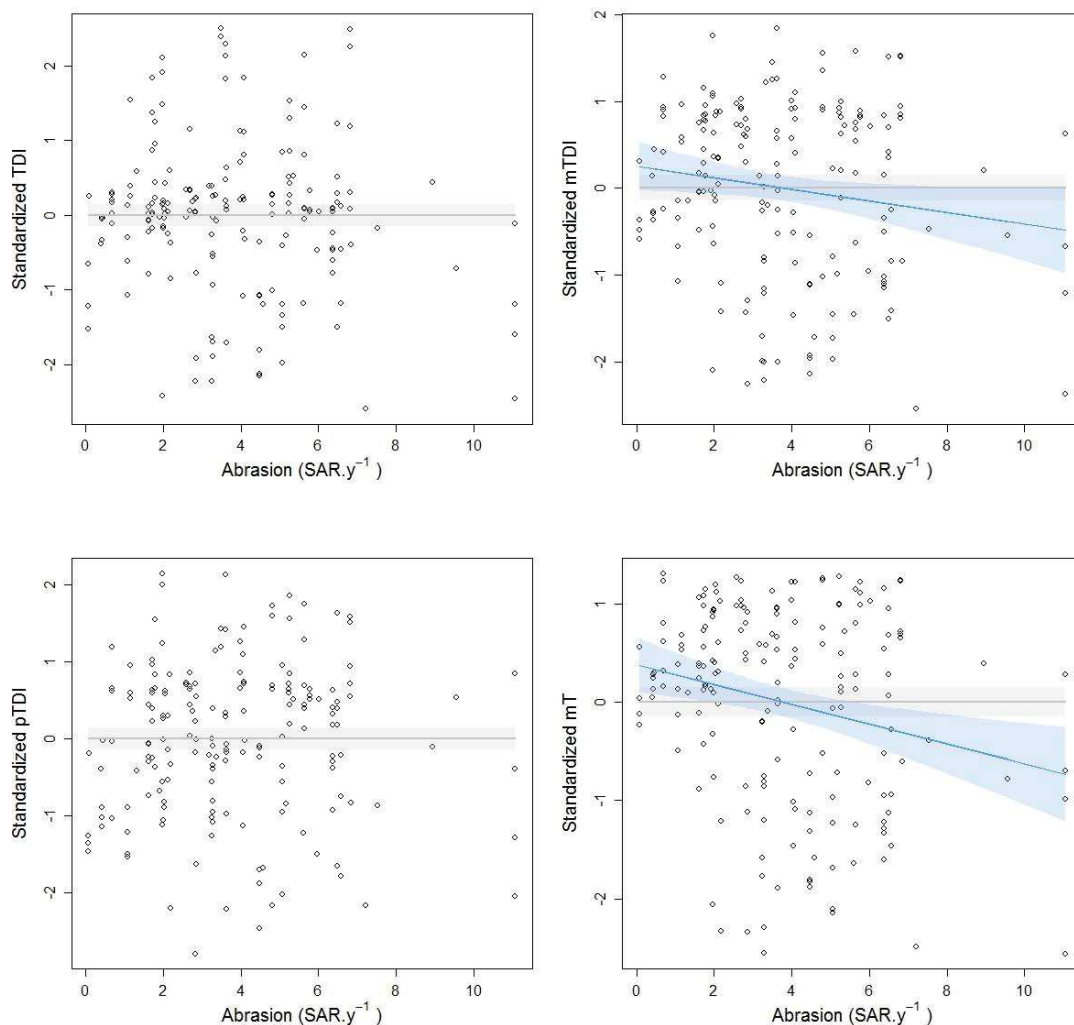 Standardized TDI
2
1
0
-1
-2
0 2 4 6 8 10
Abrasion (SAR.y⁻¹ )
Standardized mTDI
2
1
0
-1
-2
0 2 4 6 8 10
Abrasion (SAR.y⁻¹ )
Standardized pTDI
2
1
0
-1
-2
0 2 4 6 8 10
Abrasion (SAR.y⁻¹ )
Standardized mT
1
0
-1
-2
0 2 4 6 8 10
Abrasion (SAR.y⁻¹ )